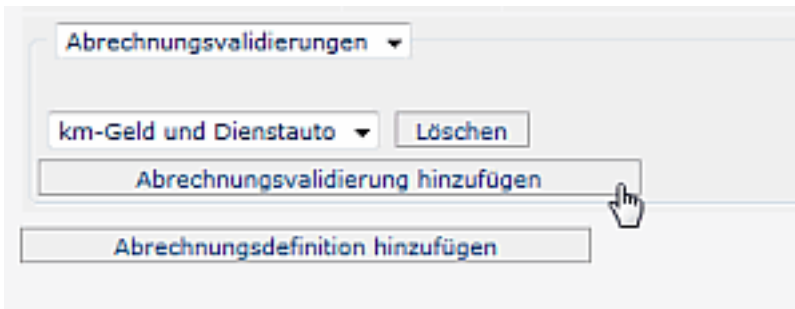 Abrechnungsvalidierungen
km-Geld und Dienstauto Löschen
Abrechnungsvalidierung hinzufügen
Abrechnungsdefinition hinzufügen